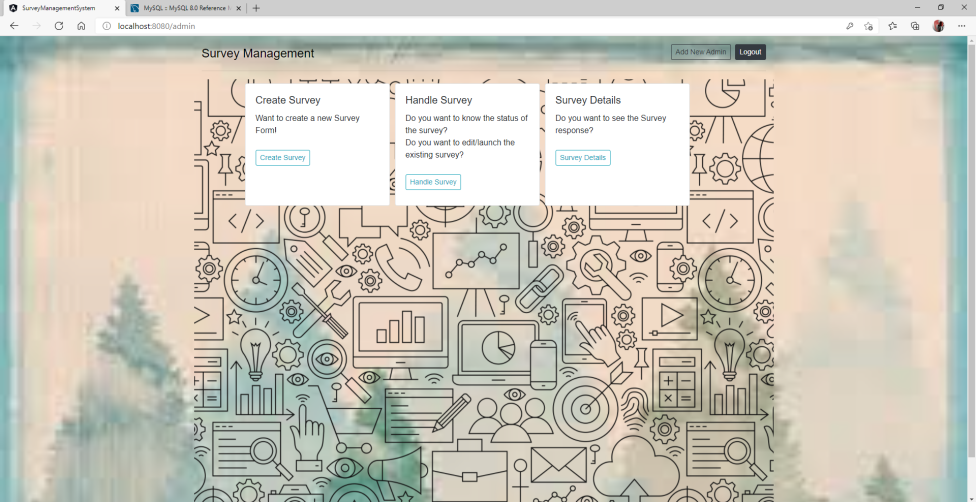 SurveyManagementSystem
MySQL :: MySQL 8.0 Reference
localhost:8080/admin
Survey Management
Add New Admin
Logout
Create Survey
Want to create a new Survey
Form!
Create Survey
Handle Survey
Do you want to know the status of
the survey?
Do you want to edit/launch the
existing survey?
Handle Survey
Survey Details
Do you want to see the Survey
response?
Survey Details